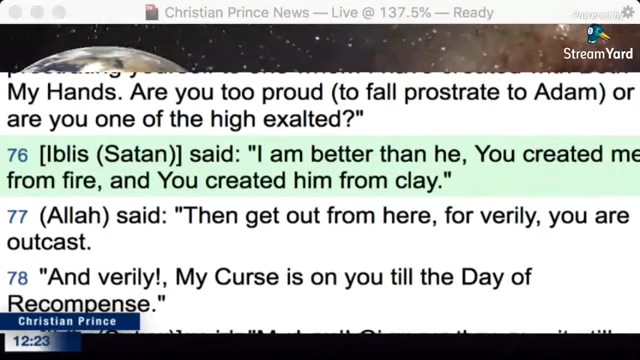 Christian Prince News — Live @ 137.5% — Ready
Powered by
StreamYard
My Hands. Are you too proud (to fall prostrate to Adam) or
are you one of the high exalted?"
76 [Iblis (Satan)] said: "I am better than he, You created me
from fire, and You created him from clay."
77 (Allah) said: "Then get out from here, for verily, you are
outcast.
78 "And verily!, My Curse is on you till the Day of
Recompense."
Christian Prince
12:23